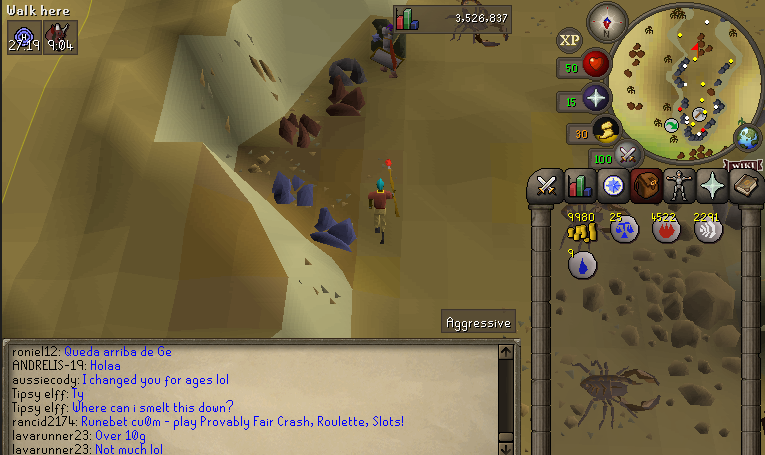 Walk here
3,526,837
27:19 9:04
XP
50
15
30
100
WIKI
9980 25 4522 2291
9
Aggressive
roniel12: Queda arriba de Ge
ANDRELIS-19: Holaa
aussiecody: I changed you for ages lol
Tipsy elff: Ty
Tipsy elff: Where can i smelt this down?
rancid2174: Runebet cu0m - play Provably Fair Crash, Roulette, Slots!
lavarunner23: Over 10g
lavarunner23: Not much lol